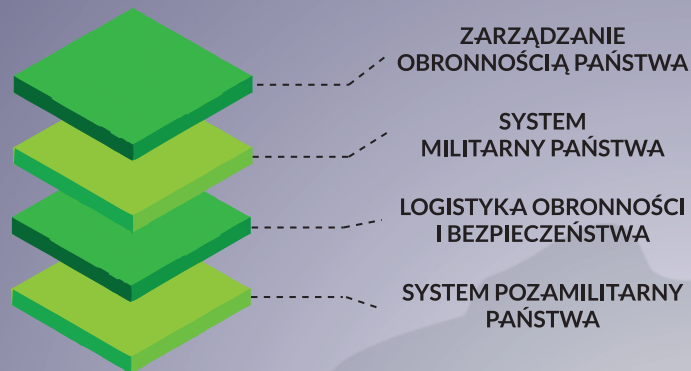 ZARZĄDZANIE
OBRONNOŚCIĄ PAŃSTWA
SYSTEM
MILITARNY PAŃSTWA
LOGISTYKA OBRONNOŚCI
I BEZPIECZEŃSTWA
SYSTEM POZAMILITARNY
PAŃSTWA